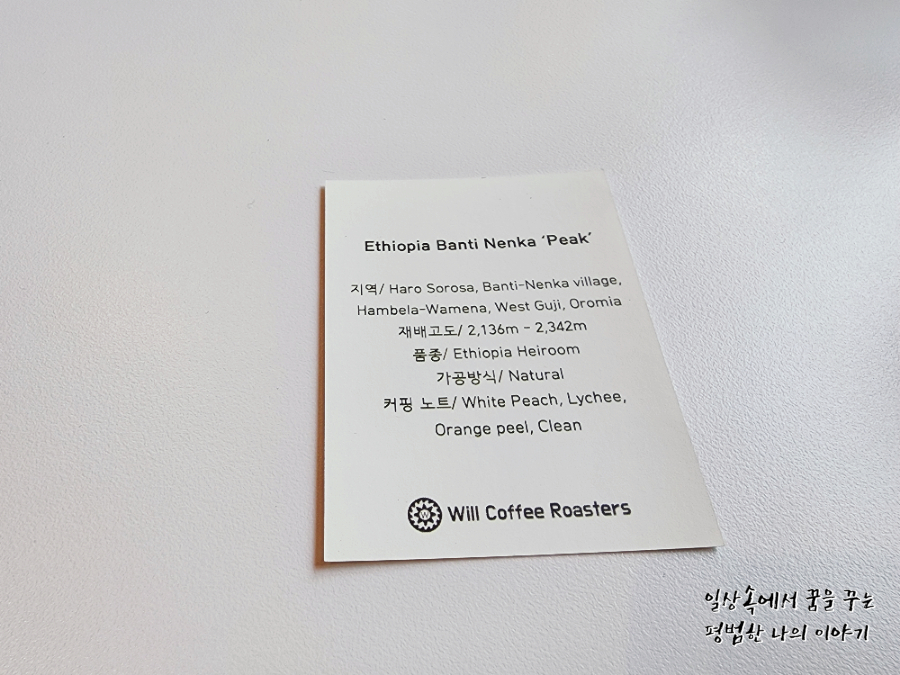 Ethiopia Banti Nenka ‘Peak’
지역/ Haro Sorosa, Banti-Nenka village,
Hambela-Wamena, West Guji, Oromia
재배고도/ 2,136m - 2,342m
품종/ Ethiopia Heiroom
가공방식/ Natural
커핑 노트/ White Peach, Lychee,
Orange peel, Clean
W
Will Coffee Roasters
일상속에서 꿈을 꾸는
평범한 나의 이야기